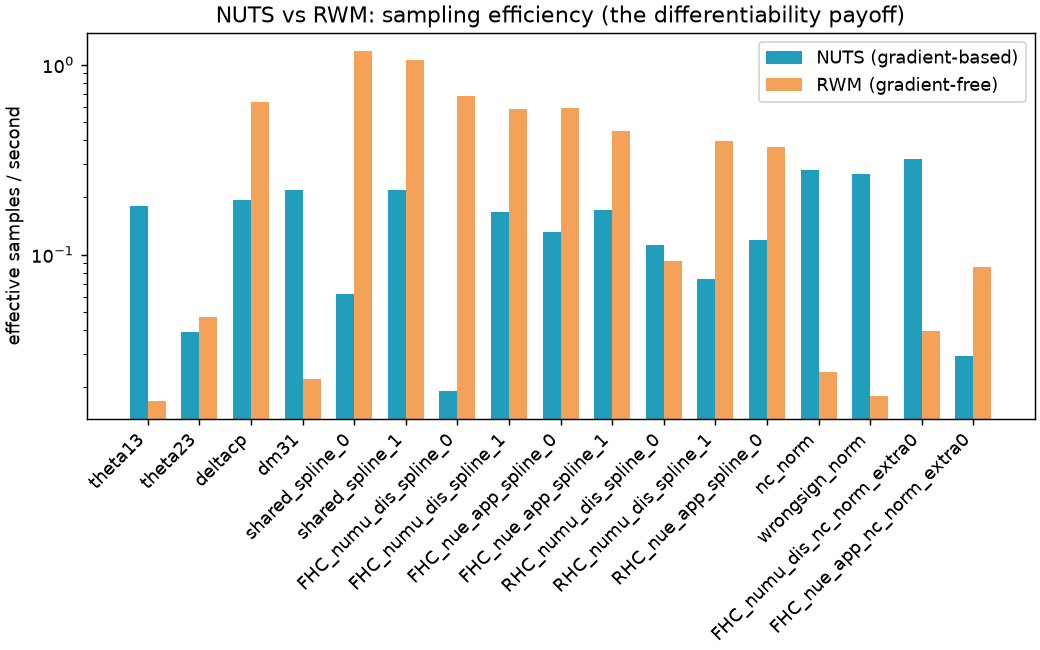 NUTS vs RWM: sampling efficiency (the differentiability payoff)
NUTS (gradient-based)
RWM (gradient-free)
effective samples / second
10⁰
10⁻¹
theta13
theta23
deltacp
dm31
shared_spline_0
shared_spline_1
FHC_numu_dis_spline_0
FHC_numu_dis_spline_1
FHC_nue_app_spline_0
FHC_nue_app_spline_1
RHC_numu_dis_spline_0
RHC_numu_dis_spline_1
RHC_nue_app_spline_0
nc_norm
wrongsign_norm
FHC_numu_dis_nc_norm_extra0
FHC_nue_app_nc_norm_extra0